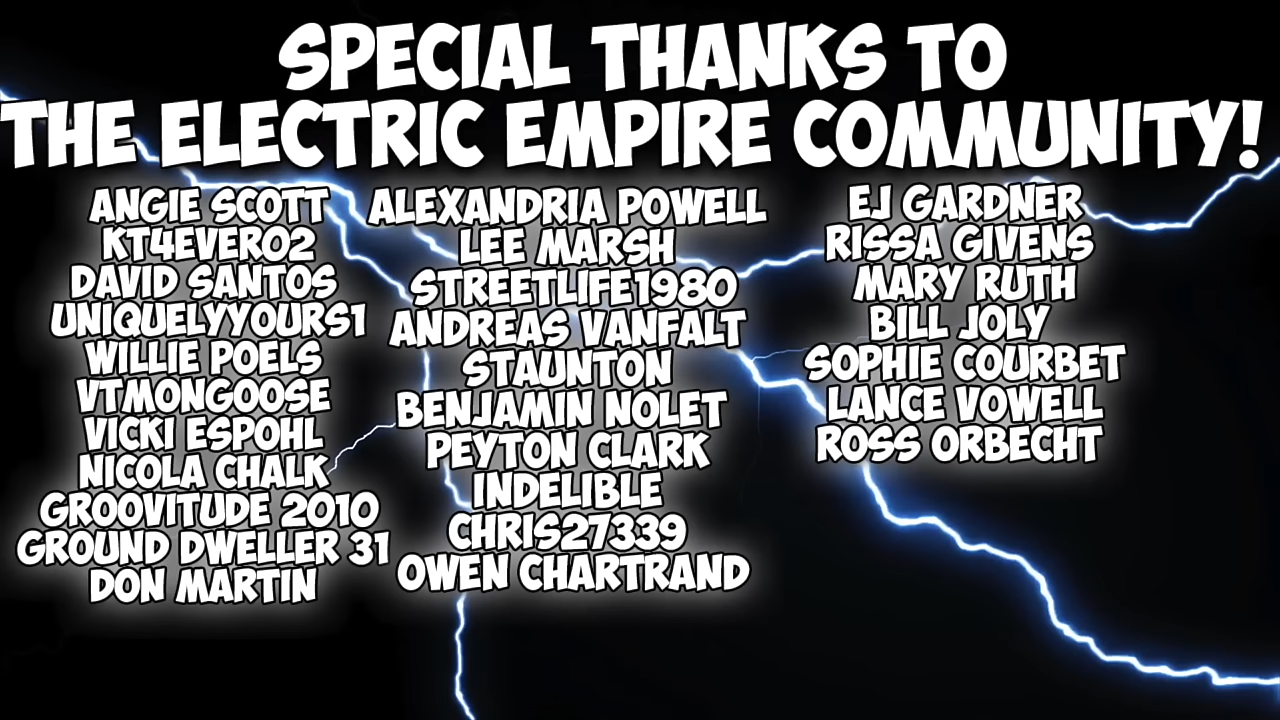 SPECIAL THANKS TO
THE ELECTRIC EMPIRE COMMUNITY!
ANGIE SCOTT
KT4EVER02
DAVID SANTOS
UNIQUELYYOURS1
WILLIE POELS
VTMONGOOSE
VICKI ESPOHL
NICOLA CHALK
GROOVITUDE 2010
GROUND DWELLER 31
DON MARTIN
ALEXANDRIA POWELL
LEE MARSH
STREETLIFE1980
ANDREAS VANFALT
STAUNTON
BENJAMIN NOLET
PEYTON CLARK
INDELIBLE
CHRIS27339
OWEN CHARTRAND
EJ GARDNER
RISSA GIVENS
MARY RUTH
BILL JOLY
SOPHIE COURBET
LANCE VOWELL
ROSS ORBECHT